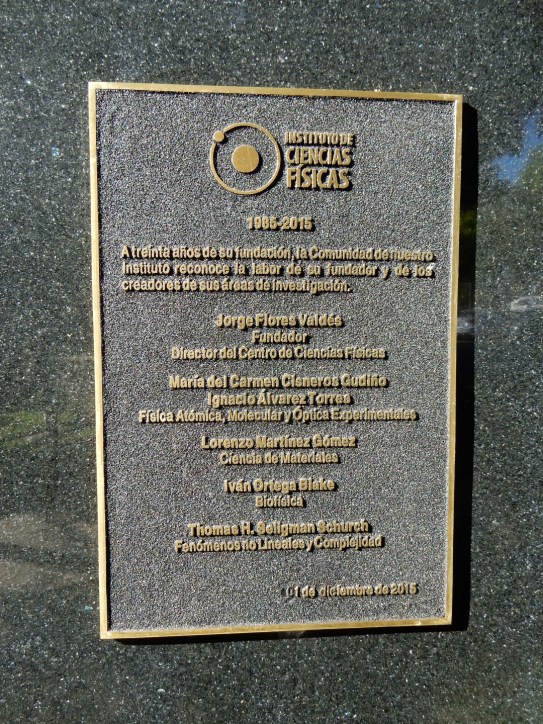 INSTITUTO DE
CIENCIAS
FÍSICAS
1985-2015
A treinta años de su fundación, la Comunidad de nuestro
Instituto reconoce la labor de su fundador y de los
creadores de sus áreas de investigación.
Jorge Flores Valdés
Fundador
Director del Centro de Ciencias Físicas
María del Carmen Cisneros Gudiño
Ignacio Álvarez Torres
Física Atómica, Molecular y Óptica Experimentales
Lorenzo Martínez Gómez
Ciencia de Materiales
Iván Ortega Blake
Biofísica
Thomas H. Seligman Schurch
Fenómenos no Lineales y Complejidad
01 de diciembre de 2015